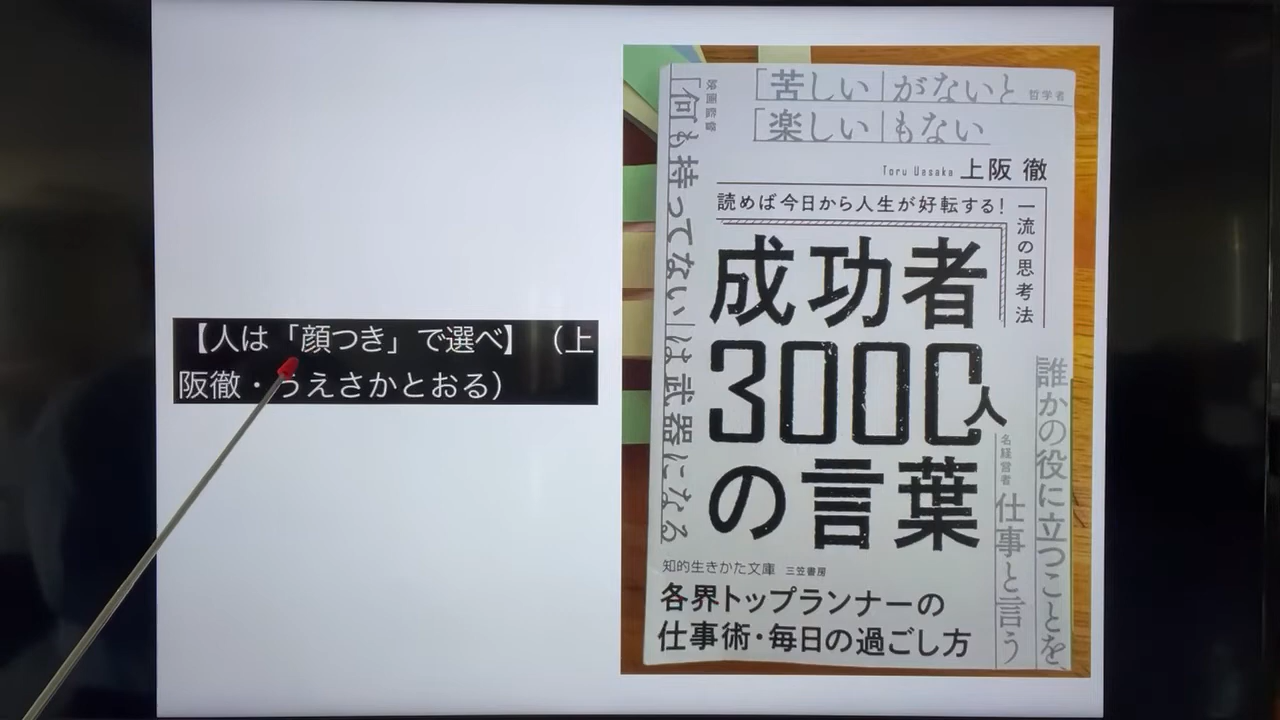 【人は「顔つき」で選べ】（上
阪徹・うえさかとおる）
「苦しい」がないと
「楽しい」もない
哲学者
映画監督
「何も持ってない」は武器になる
Toru Uesaka 上阪 徹
読めば今日から人生が好転する！
一流の思考法
成功者
3000人
の言葉
誰かの役に立つことを、
仕事と言う
名経営者
知的生きかた文庫 三笠書房
各界トップランナーの
仕事術・毎日の過ごし方